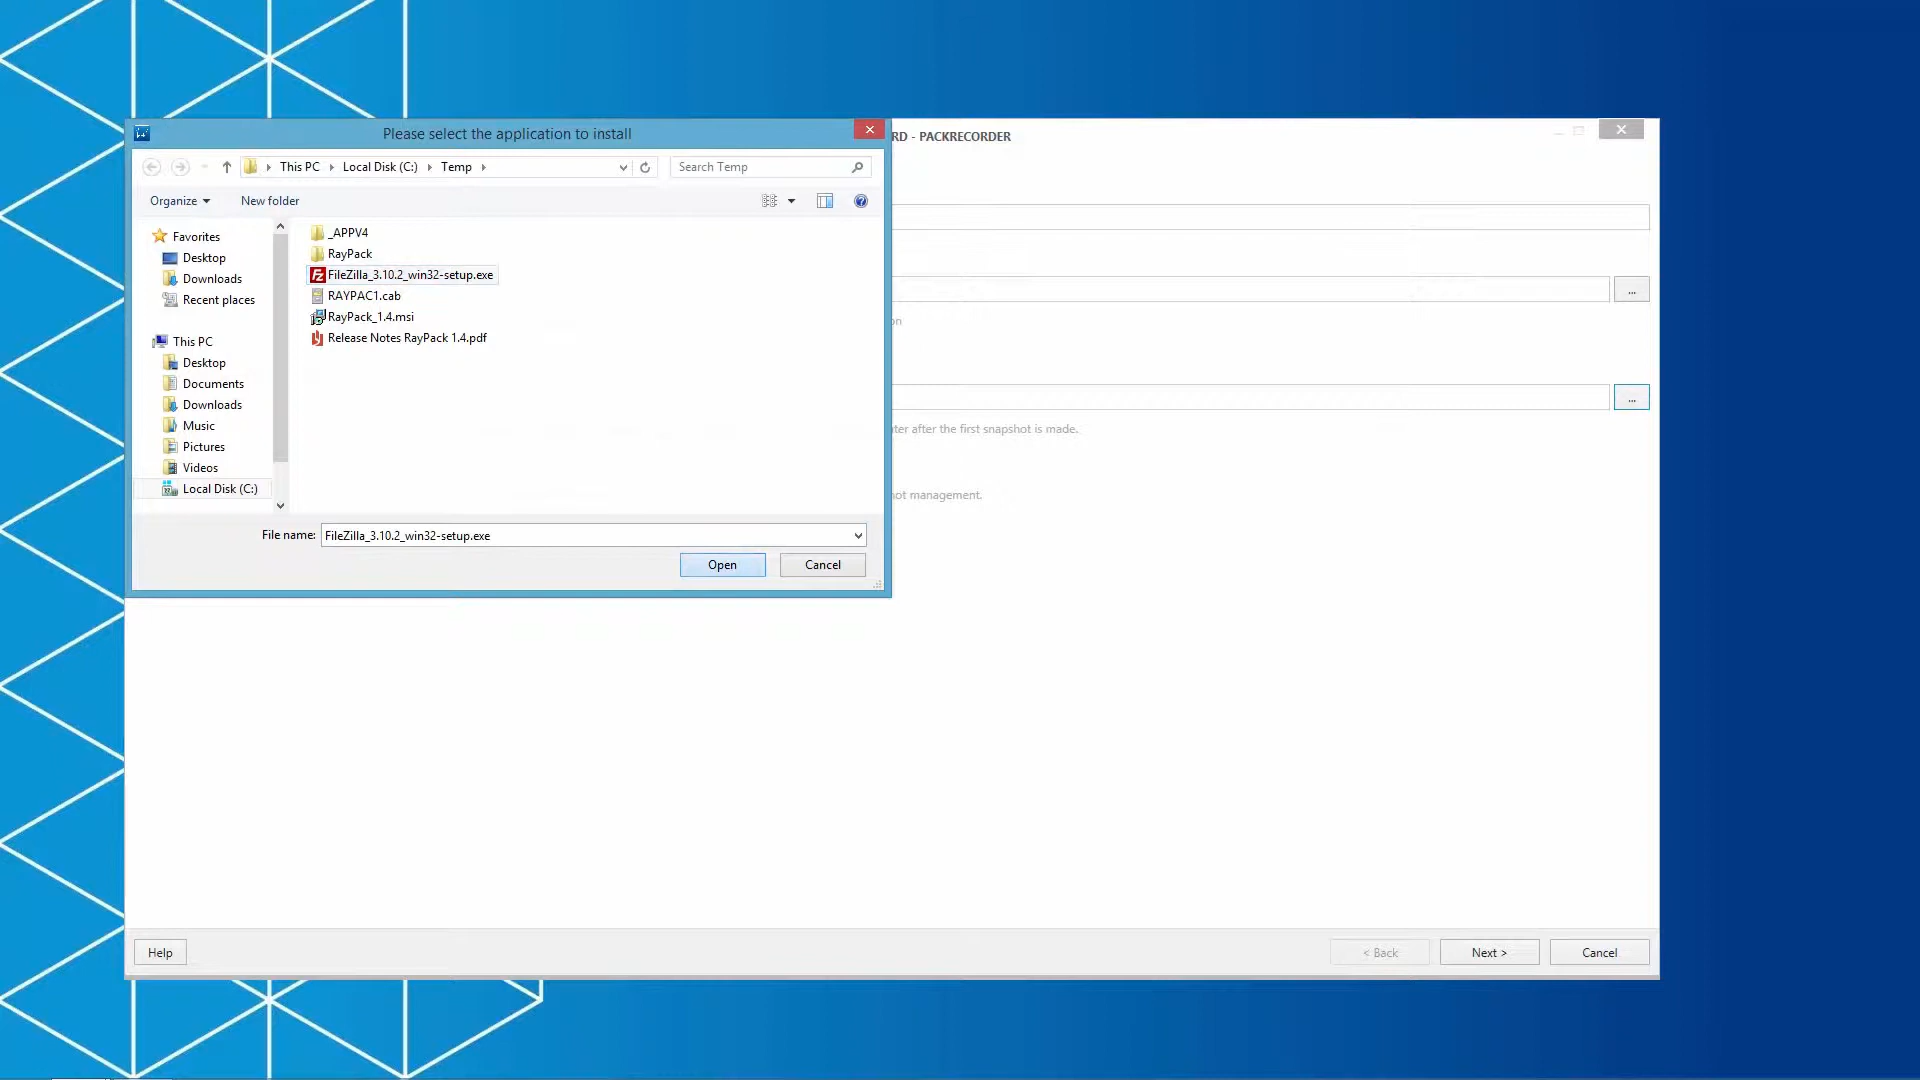 Please select the application to install
RD - PACKRECORDER
This PC
Local Disk (C:)
Temp
Search Temp
Organize
New folder
Favorites
Desktop
Downloads
Recent places
This PC
Desktop
Documents
Downloads
Music
Pictures
Videos
Local Disk (C:)
_APPV4
RayPack
FileZilla_3.10.2_win32-setup.exe
RAYPAC1.cab
RayPack_1.4.msi
Release Notes RayPack 1.4.pdf
...
on
...
ter after the first snapshot is made.
ot management.
File name: FileZilla_3.10.2_win32-setup.exe
Open
Cancel
Help
< Back
Next >
Cancel